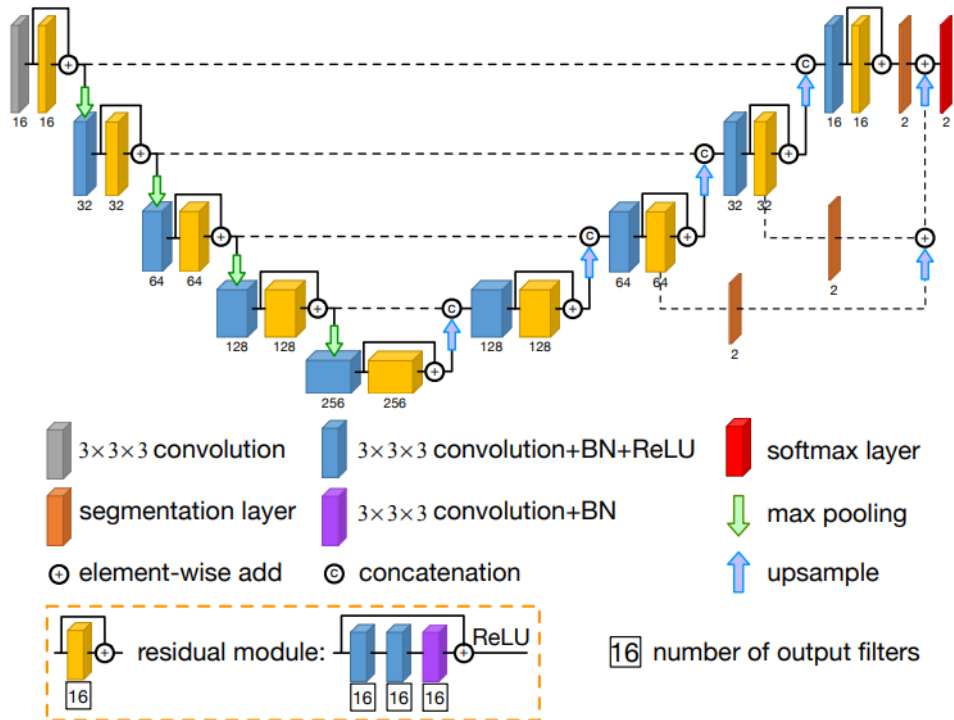 C
16 16 16 16 2 2
C
32 32 32 32
C
64 64 64 64 2
C
128 128 128 128 2
256 256
3×3×3 convolution
3×3×3 convolution+BN+ReLU
softmax layer
segmentation layer
3×3×3 convolution+BN
max pooling
element-wise add
C concatenation
upsample
residual module:
ReLU
16
16 16 16
16 number of output filters